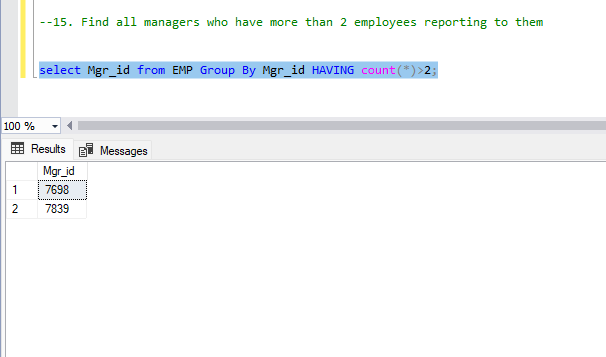 --15. Find all managers who have more than 2 employees reporting to them
select Mgr_id from EMP Group By Mgr_id HAVING count(*)>2;
100 %
Results Messages
Mgr_id
1 7698
2 7839